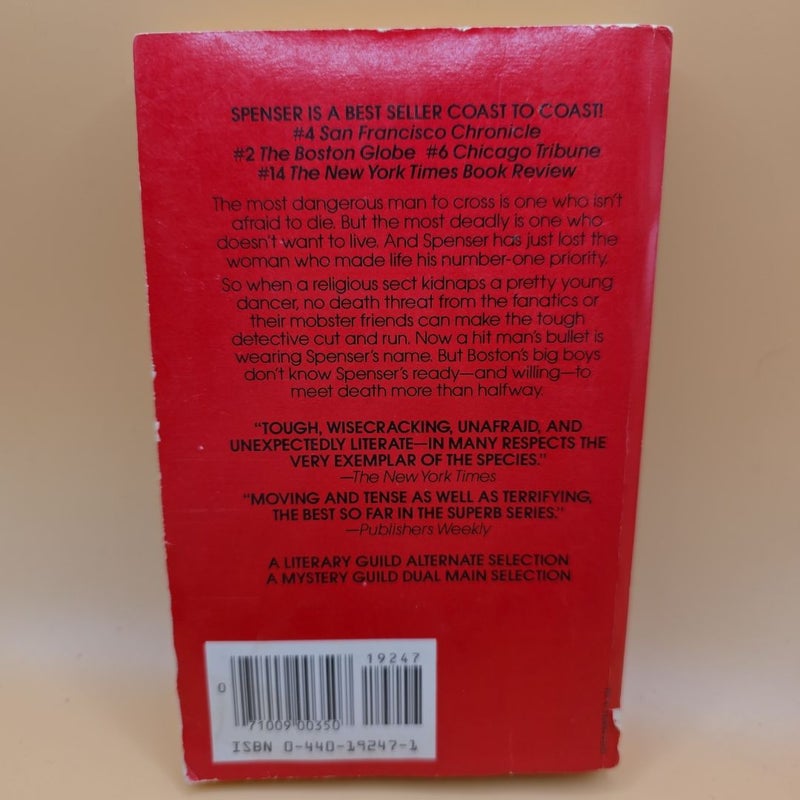 SPENSER IS A BEST SELLER COAST TO COAST!
#4 San Francisco Chronicle
#2 The Boston Globe #6 Chicago Tribune
#14 The New York Times Book Review
The most dangerous man to cross is one who isn't
afraid to die. But the most deadly is one who
doesn't want to live. And Spenser has just lost the
woman who made life his number-one priority.
So when a religious sect kidnaps a pretty young
dancer, no death threat from the fanatics or
their mobster friends can make the tough
detective cut and run. Now a hit man's bullet is
wearing Spenser's name. But Boston's big boys
don't know Spenser's ready—and willing—to
meet death more than halfway.
"TOUGH, WISECRACKING, UNAFRAID, AND
UNEXPECTEDLY LITERATE—IN MANY RESPECTS THE
VERY EXEMPLAR OF THE SPECIES."
—The New York Times
"MOVING AND TENSE AS WELL AS TERRIFYING,
THE BEST SO FAR IN THE SUPERB SERIES."
—Publishers Weekly
A LITERARY GUILD ALTERNATE SELECTION
A MYSTERY GUILD DUAL MAIN SELECTION
19247
0
71009 00350
ISBN 0-440-19247-1